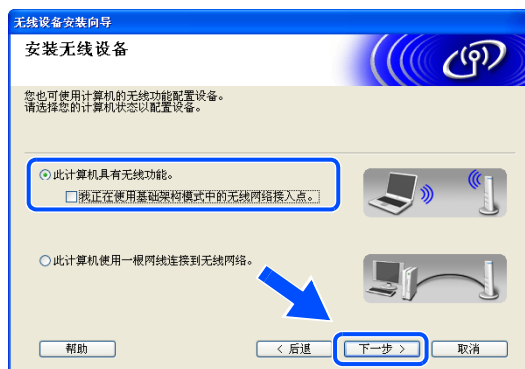 无线设备安装向导
安装无线设备
您也可使用计算机的无线功能配置设备。
请选择您的计算机状态以配置设备。
此计算机具有无线功能。
我正在使用基础架构模式中的无线网络接入点。
此计算机使用一根网线连接到无线网络。
帮助
< 后退
下一步 >
取消